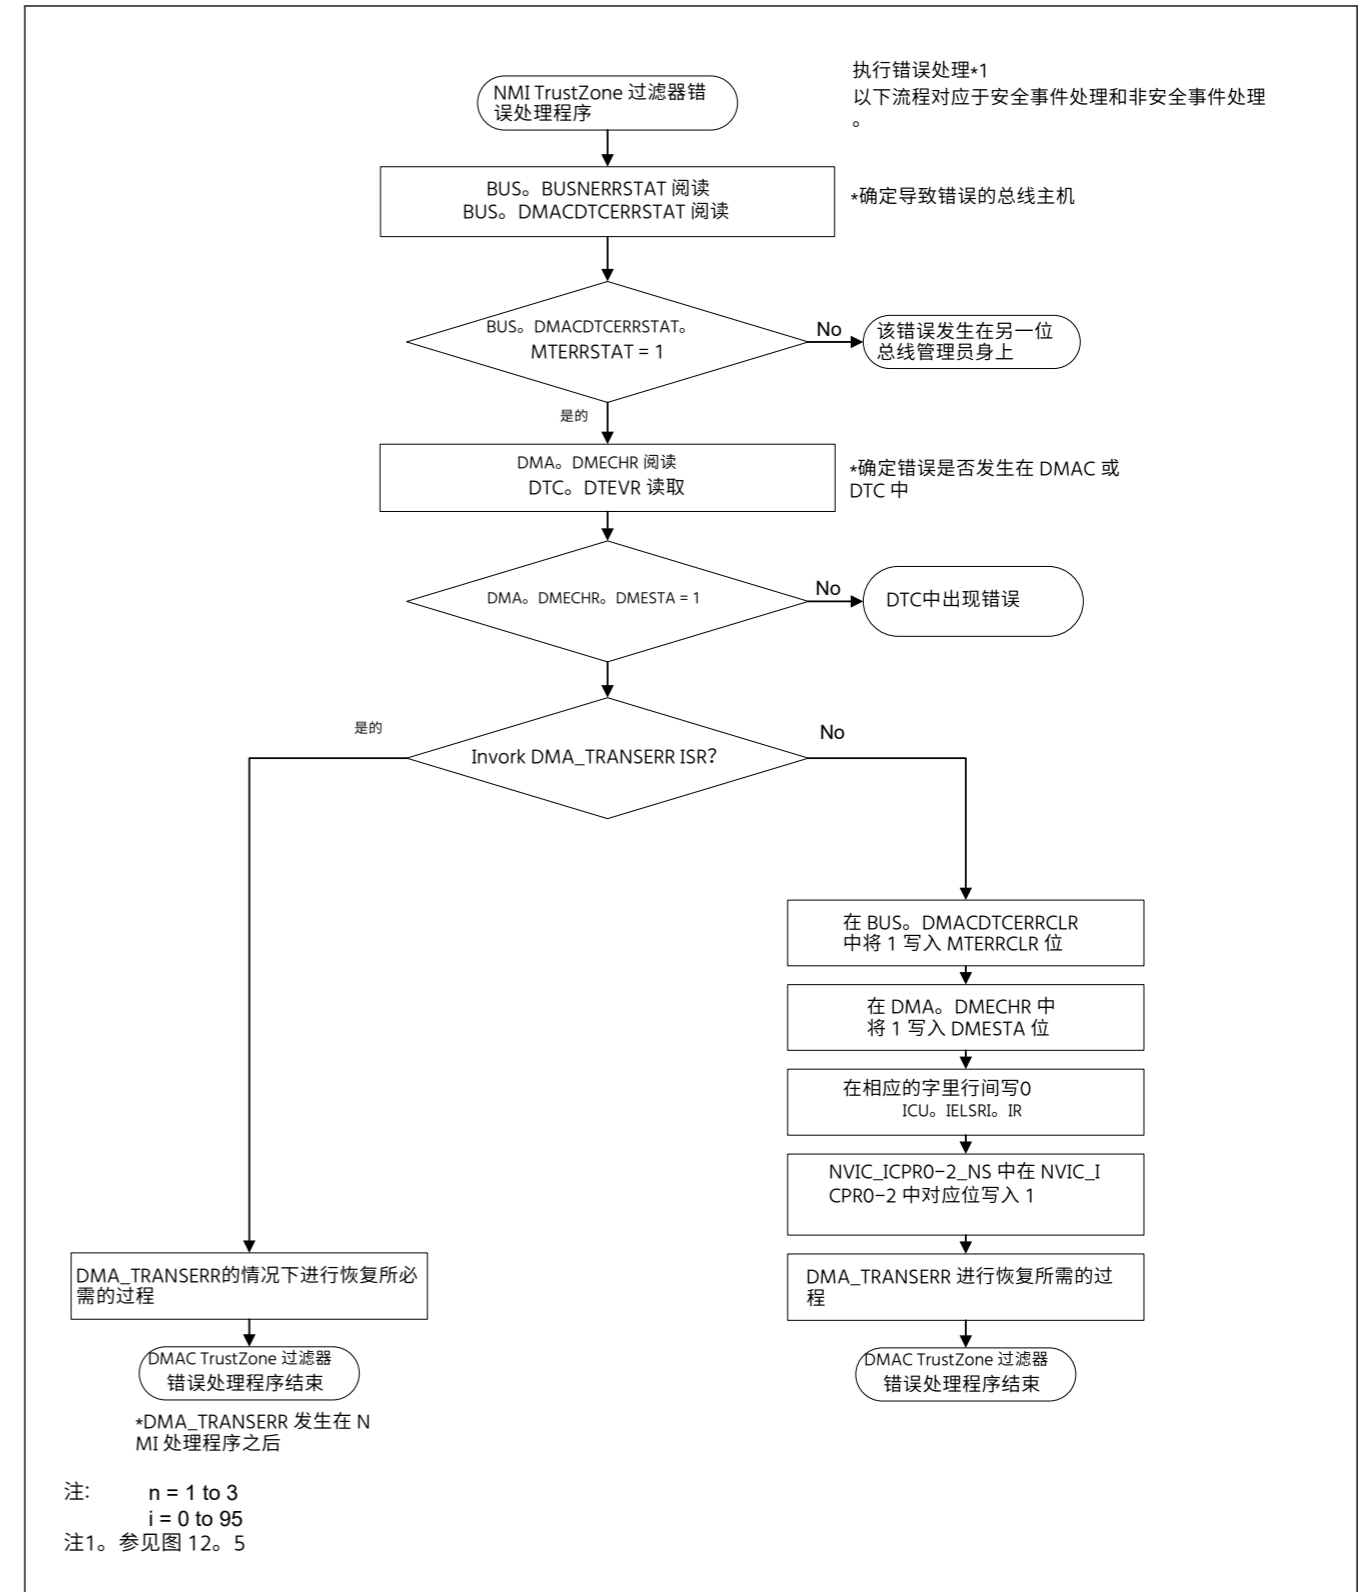 执行错误处理*1
以下流程对应于安全事件处理和非安全事件处理
。
NMI TrustZone 过滤器错
误处理程序
BUS。BUSNERRSTAT 阅读
BUS。DMACDTCERRSTAT 阅读
*确定导致错误的总线主机
BUS。DMACDTCERRSTAT。
MTERRSTAT = 1
No
该错误发生在另一位
总线管理员身上
是的
DMA。DMECHR 阅读
DTC。DTEVR 读取
*确定错误是否发生在 DMAC 或
DTC 中
DMA。DMECHR。DMESTA = 1
No
DTC中出现错误
是的
Invork DMA_TRANSERR ISR?
No
在 BUS。DMACDTCERRCLR
中将 1 写入 MTERRCLR 位
在 DMA。DMECHR 中
将 1 写入 DMESTA 位
在相应的字里行间写0
ICU。IELSRI。IR
NVIC_ICPR0–2_NS 中在 NVIC_I
CPR0–2 中对应位写入 1
DMA_TRANSERR的情况下进行恢复所必
需的过程
DMA_TRANSERR 进行恢复所需的过
程
DMAC TrustZone 过滤器
错误处理程序结束
DMAC TrustZone 过滤器
错误处理程序结束
*DMA_TRANSERR 发生在 N
MI 处理程序之后
注: n = 1 to 3
i = 0 to 95
注1。参见图 12。5